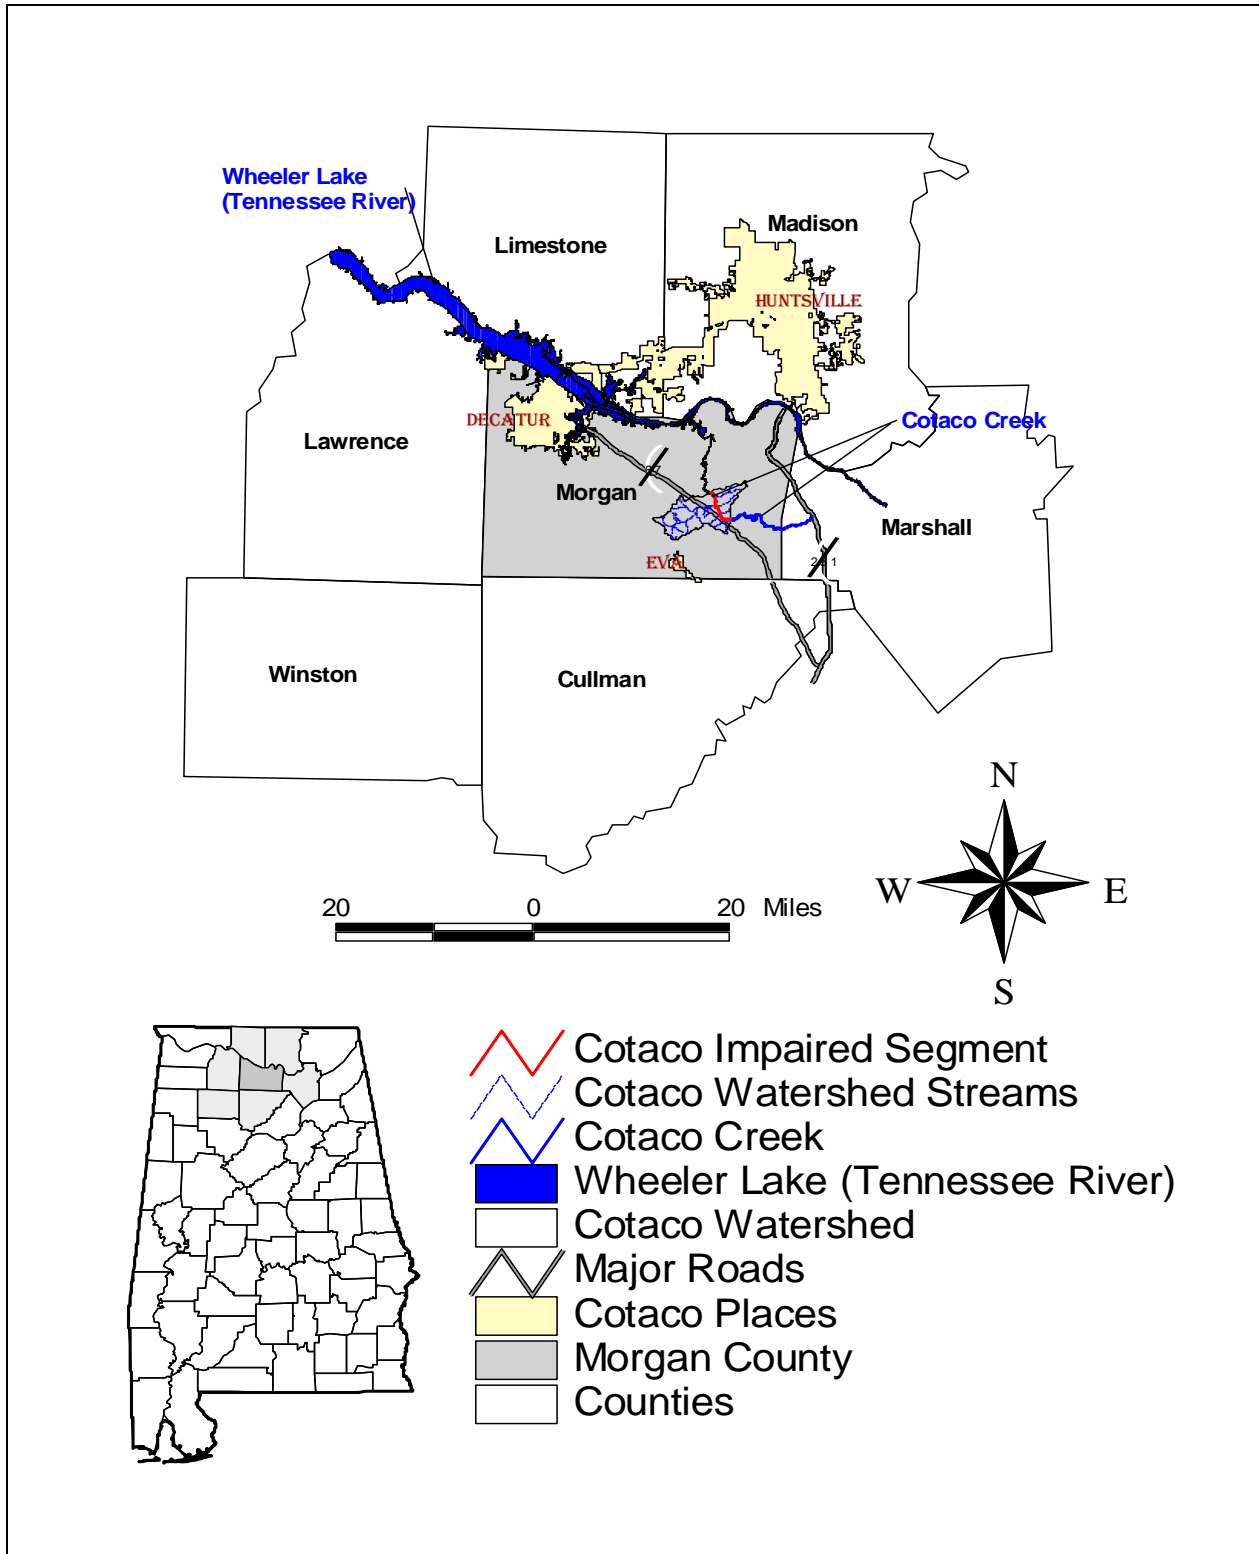 Wheeler Lake
(Tennessee River)
Limestone
Madison
HUNTSVILLE
DECATUR
Cotaco Creek
Lawrence
Morgan
Marshall
EVA
Winston
Cullman
N
W
E
S
20 0 20 Miles
Cotaco Impaired Segment
Cotaco Watershed Streams
Cotaco Creek
Wheeler Lake (Tennessee River)
Cotaco Watershed
Major Roads
Cotaco Places
Morgan County
Counties